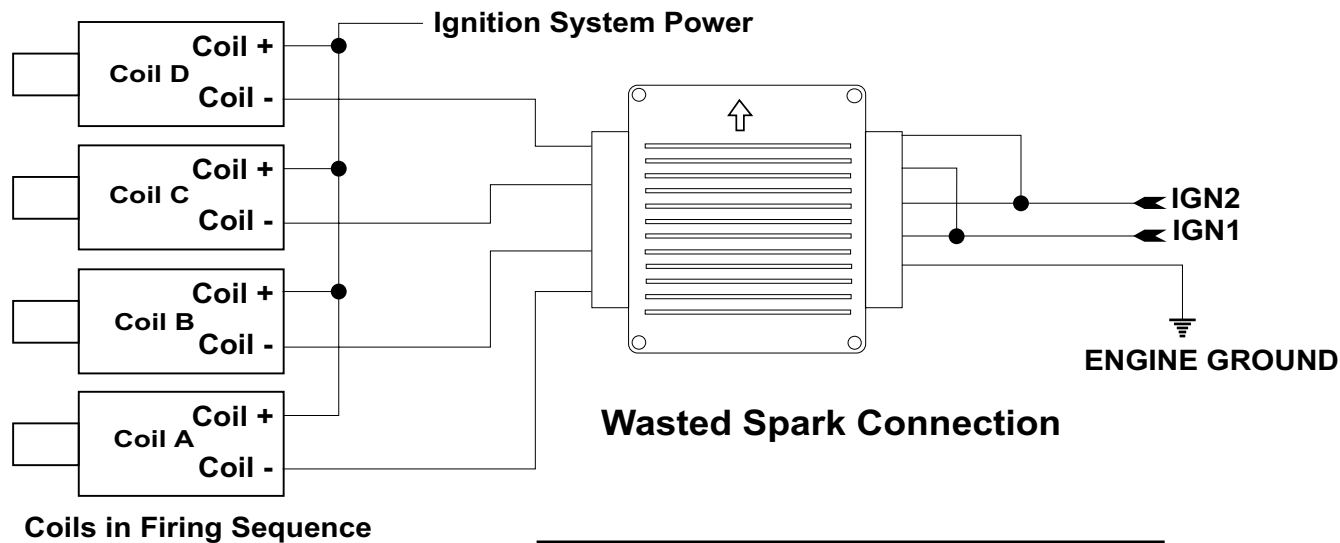 Ignition System Power
Coil +
Coil D
Coil -
Coil +
Coil C
Coil -
Coil +
Coil B
Coil -
Coil +
Coil A
Coil -
IGN2
IGN1
ENGINE GROUND
Wasted Spark Connection
Coils in Firing Sequence